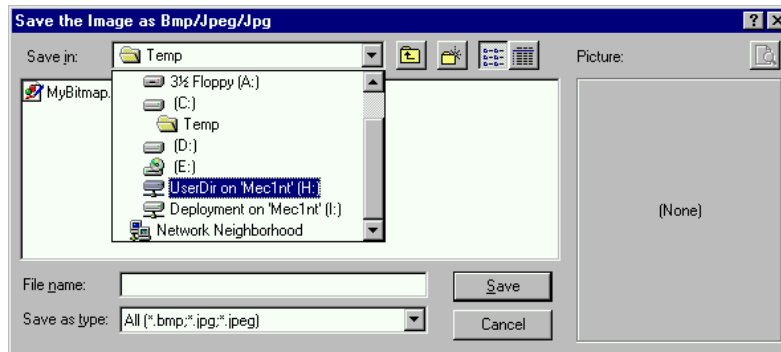 Save the Image as Bmp/Jpeg/Jpg
Save in: Temp Picture:
MyBitmap.
3½ Floppy (A:)
(C:)
Temp
(D:)
(E:)
UserDir on 'Mec1nt' (H:)
Deployment on 'Mec1nt' (I:)
Network Neighborhood
(None)
File name: Save
Save as type: All (*.bmp;*.jpg;*.jpeg) Cancel